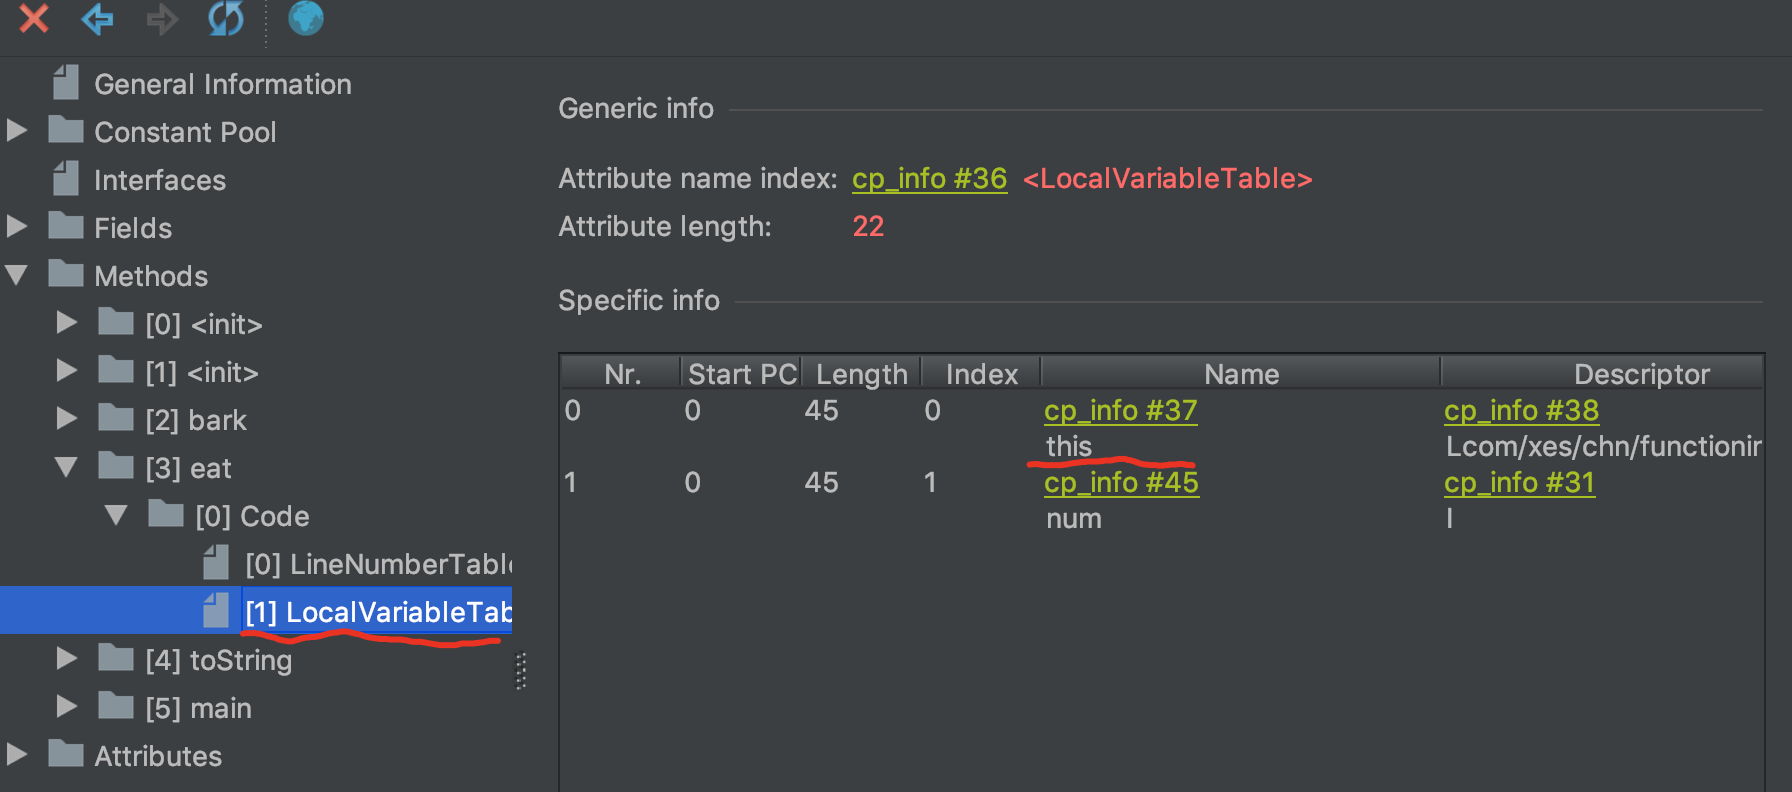 General Information
Constant Pool
Interfaces
Fields
Methods
[0] <init>
[1] <init>
[2] bark
[3] eat
[0] Code
[0] LineNumberTable
[1] LocalVariableTab
[4] toString
[5] main
Attributes
Generic info
Attribute name index: cp_info #36 <LocalVariableTable>
Attribute length: 22
Specific info
Nr. Start PC Length Index Name Descriptor
0 0 45 0 cp_info #37 cp_info #38
this Lcom/xes/chn/functionin
1 0 45 1 cp_info #45 cp_info #31
num I